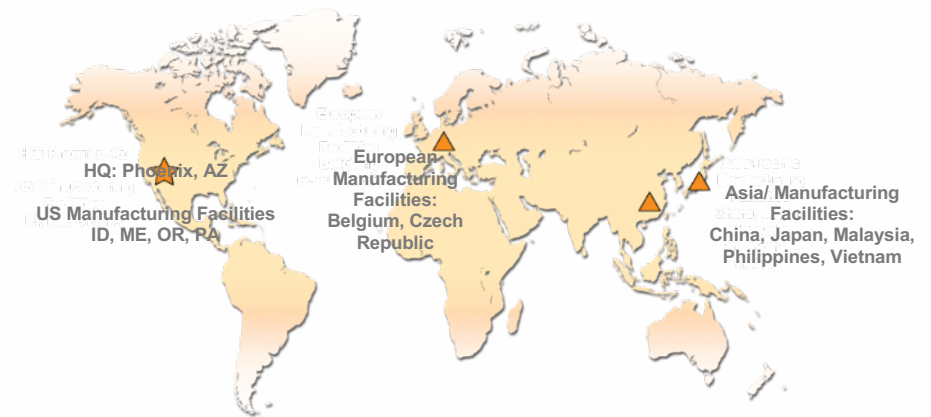 HQ: Phoenix, AZ
US Manufacturing Facilities
ID, ME, OR, PA
European
Manufacturing
Facilities:
Belgium, Czech
Republic
Asia/ Manufacturing
Facilities:
China, Japan, Malaysia,
Philippines, Vietnam